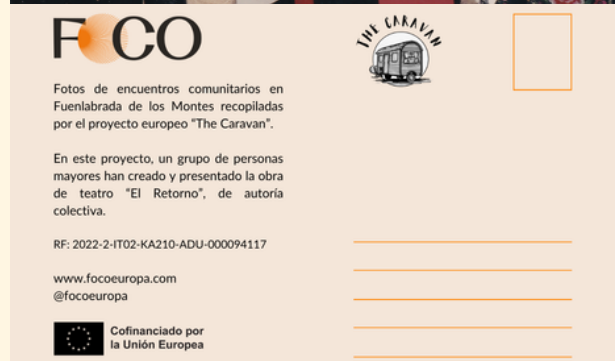 FOCO
Fotos de encuentros comunitarios en
Fuenlabrada de los Montes recopiladas
por el proyecto europeo “The Caravan”.
En este proyecto, un grupo de personas
mayores han creado y presentado la obra
de teatro “El Retorno”, de autoría
colectiva.
RF: 2022-2-IT02-KA210-ADU-000094117
www.focoeuropa.com
@focoeuropa
Cofinanciado por
la Unión Europea
THE CARAVAN